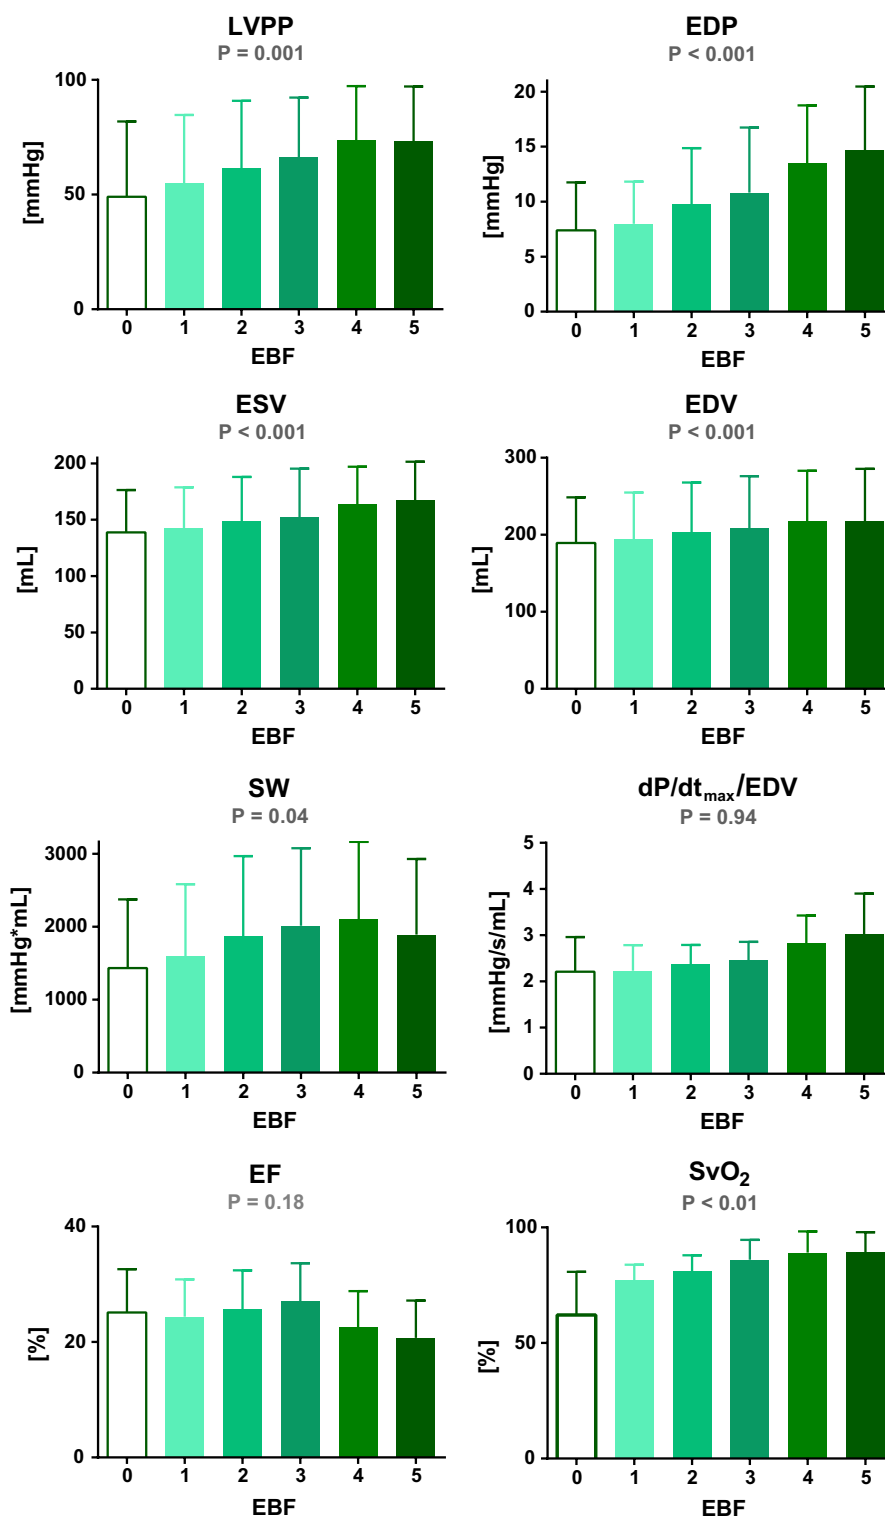 LVPP
P = 0.001
[mmHg]
100
50
0
0 1 2 3 4 5
EBF
EDP
P < 0.001
[mmHg]
20
15
10
5
0
0 1 2 3 4 5
EBF
ESV
P < 0.001
[mL]
200
150
100
50
0
0 1 2 3 4 5
EBF
EDV
P < 0.001
[mL]
300
200
100
0
0 1 2 3 4 5
EBF
SW
P = 0.04
[mmHg*mL]
3000
2000
1000
0
0 1 2 3 4 5
EBF
dP/dtmax/EDV
P = 0.94
[mmHg/s/mL]
5
4
3
2
1
0
0 1 2 3 4 5
EBF
EF
P = 0.18
[%]
40
20
0
0 1 2 3 4 5
EBF
SvO2
P < 0.01
[%]
100
50
0
0 1 2 3 4 5
EBF